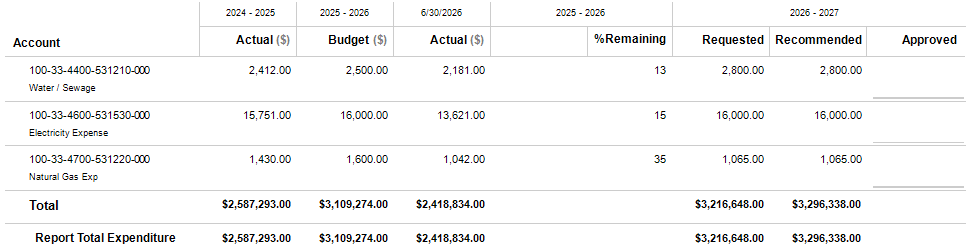 2024 - 2025 2025 - 2026 6/30/2026 2025 - 2026 2026 - 2027
Account Actual ($) Budget ($) Actual ($) %Remaining Requested Recommended Approved
100-33-4400-531210-000 2,412.00 2,500.00 2,181.00 13 2,800.00 2,800.00
Water / Sewage
100-33-4600-531530-000 15,751.00 16,000.00 13,621.00 15 16,000.00 16,000.00
Electricity Expense
100-33-4700-531220-000 1,430.00 1,600.00 1,042.00 35 1,065.00 1,065.00
Natural Gas Exp
Total $2,587,293.00 $3,109,274.00 $2,418,834.00 $3,216,648.00 $3,296,338.00
Report Total Expenditure $2,587,293.00 $3,109,274.00 $2,418,834.00 $3,216,648.00 $3,296,338.00